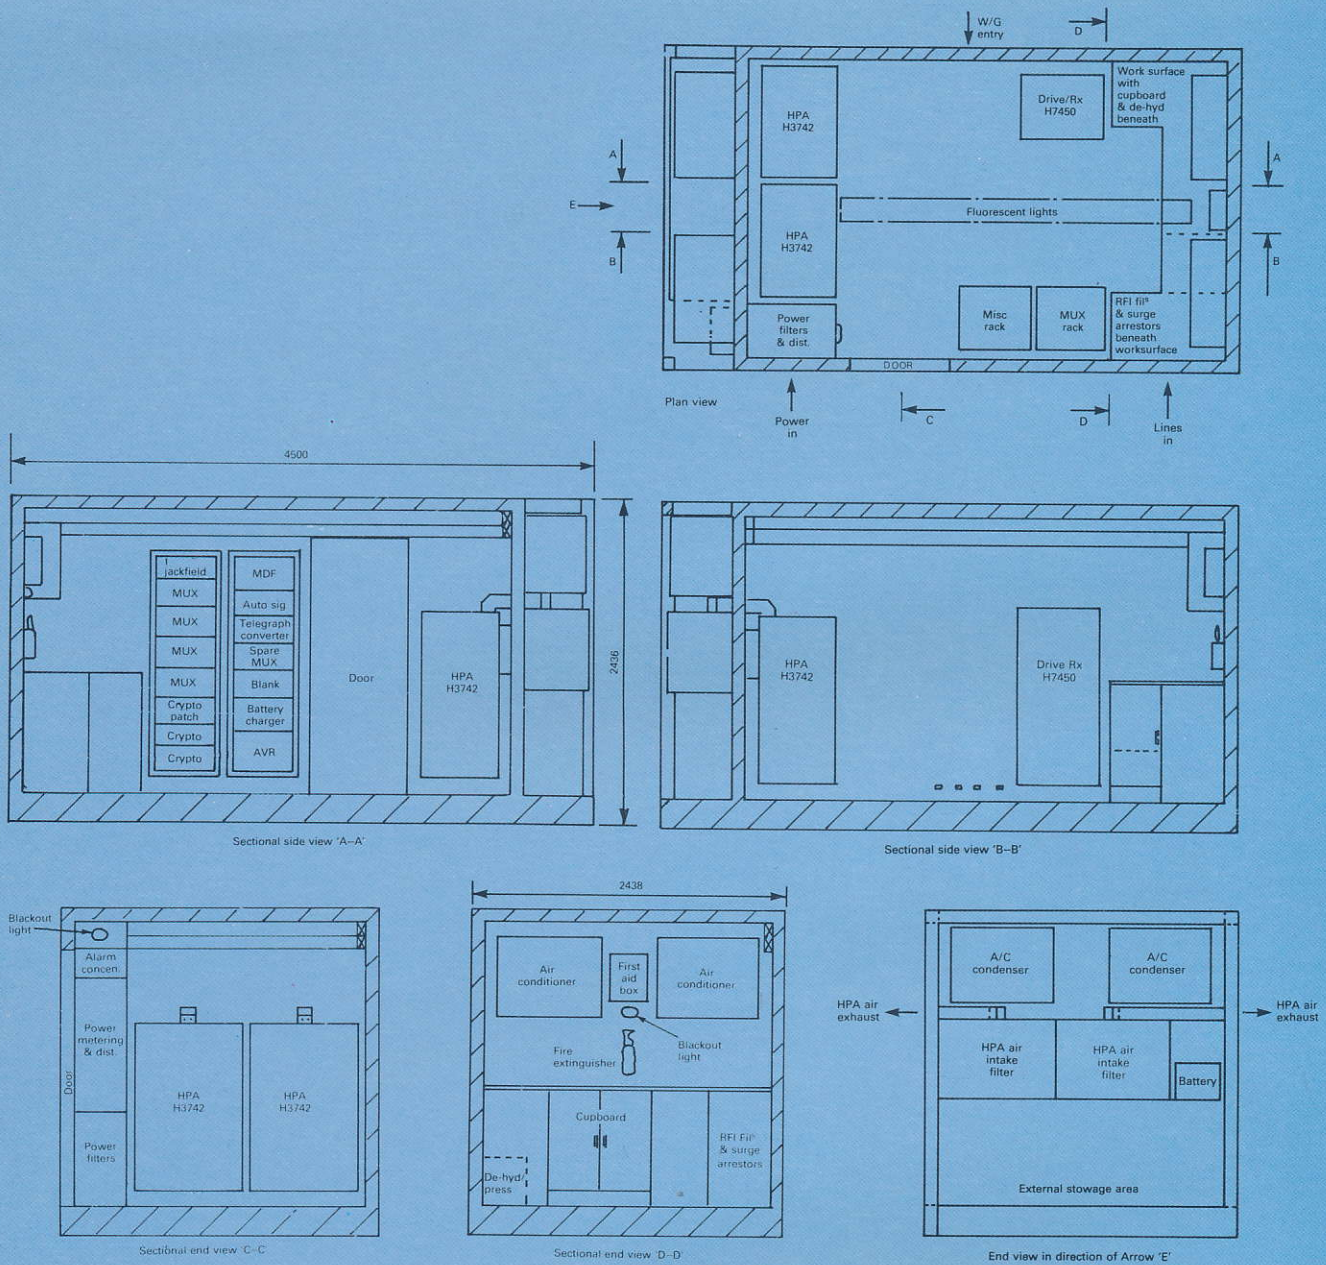 W/G
entry
D
Work surface
with
cupboard
& de-hyd
beneath
Drive/Rx
H7450
HPA
H3742
A
A
E
Fluorescent lights
HPA
H3742
B
B
Power
filters
& dist.
Misc
rack
MUX
rack
RFI filˢ
& surge
arrestors
beneath
worksurface
DOOR
Plan view
Power
in
C
D
Lines
in
4500
2436
jackfield
MUX
MUX
MUX
MUX
Crypto
patch
Crypto
Crypto
MDF
Auto sig
Telegraph
converter
Spare
MUX
Blank
Battery
charger
AVR
Door
HPA
H3742
Sectional side view 'A–A'
HPA
H3742
Drive Rx
H7450
Sectional side view 'B–B'
Blackout
light
Alarm
concen.
Power
metering
& dist.
Door
Power
filters
HPA
H3742
HPA
H3742
Sectional end view 'C–C'
2438
Air
conditioner
First
aid
box
Air
conditioner
Blackout
light
Fire
extinguisher
Cupboard
De-hyd/
press
RFI Filˢ
& surge
arrestors
Sectional end view 'D–D'
A/C
condenser
A/C
condenser
HPA air
exhaust
HPA air
exhaust
HPA air
intake
filter
HPA air
intake
filter
Battery
External stowage area
End view in direction of Arrow 'E'